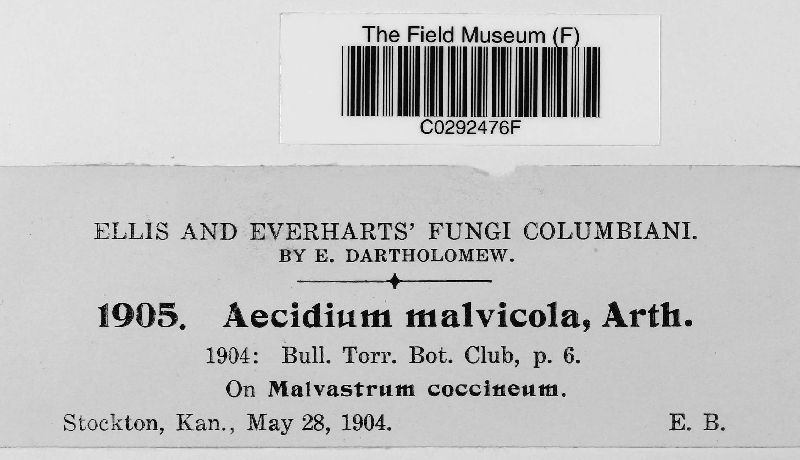 The Field Museum (F)
C0292476F
ELLIS AND EVERHARTS' FUNGI COLUMBIANI.
BY E. DARTHOLOMEW.
1905. Aecidium malvicola, Arth.
1904: Bull. Torr. Bot. Club, p. 6.
On Malvastrum coccineum.
Stockton, Kan., May 28, 1904. E. B.